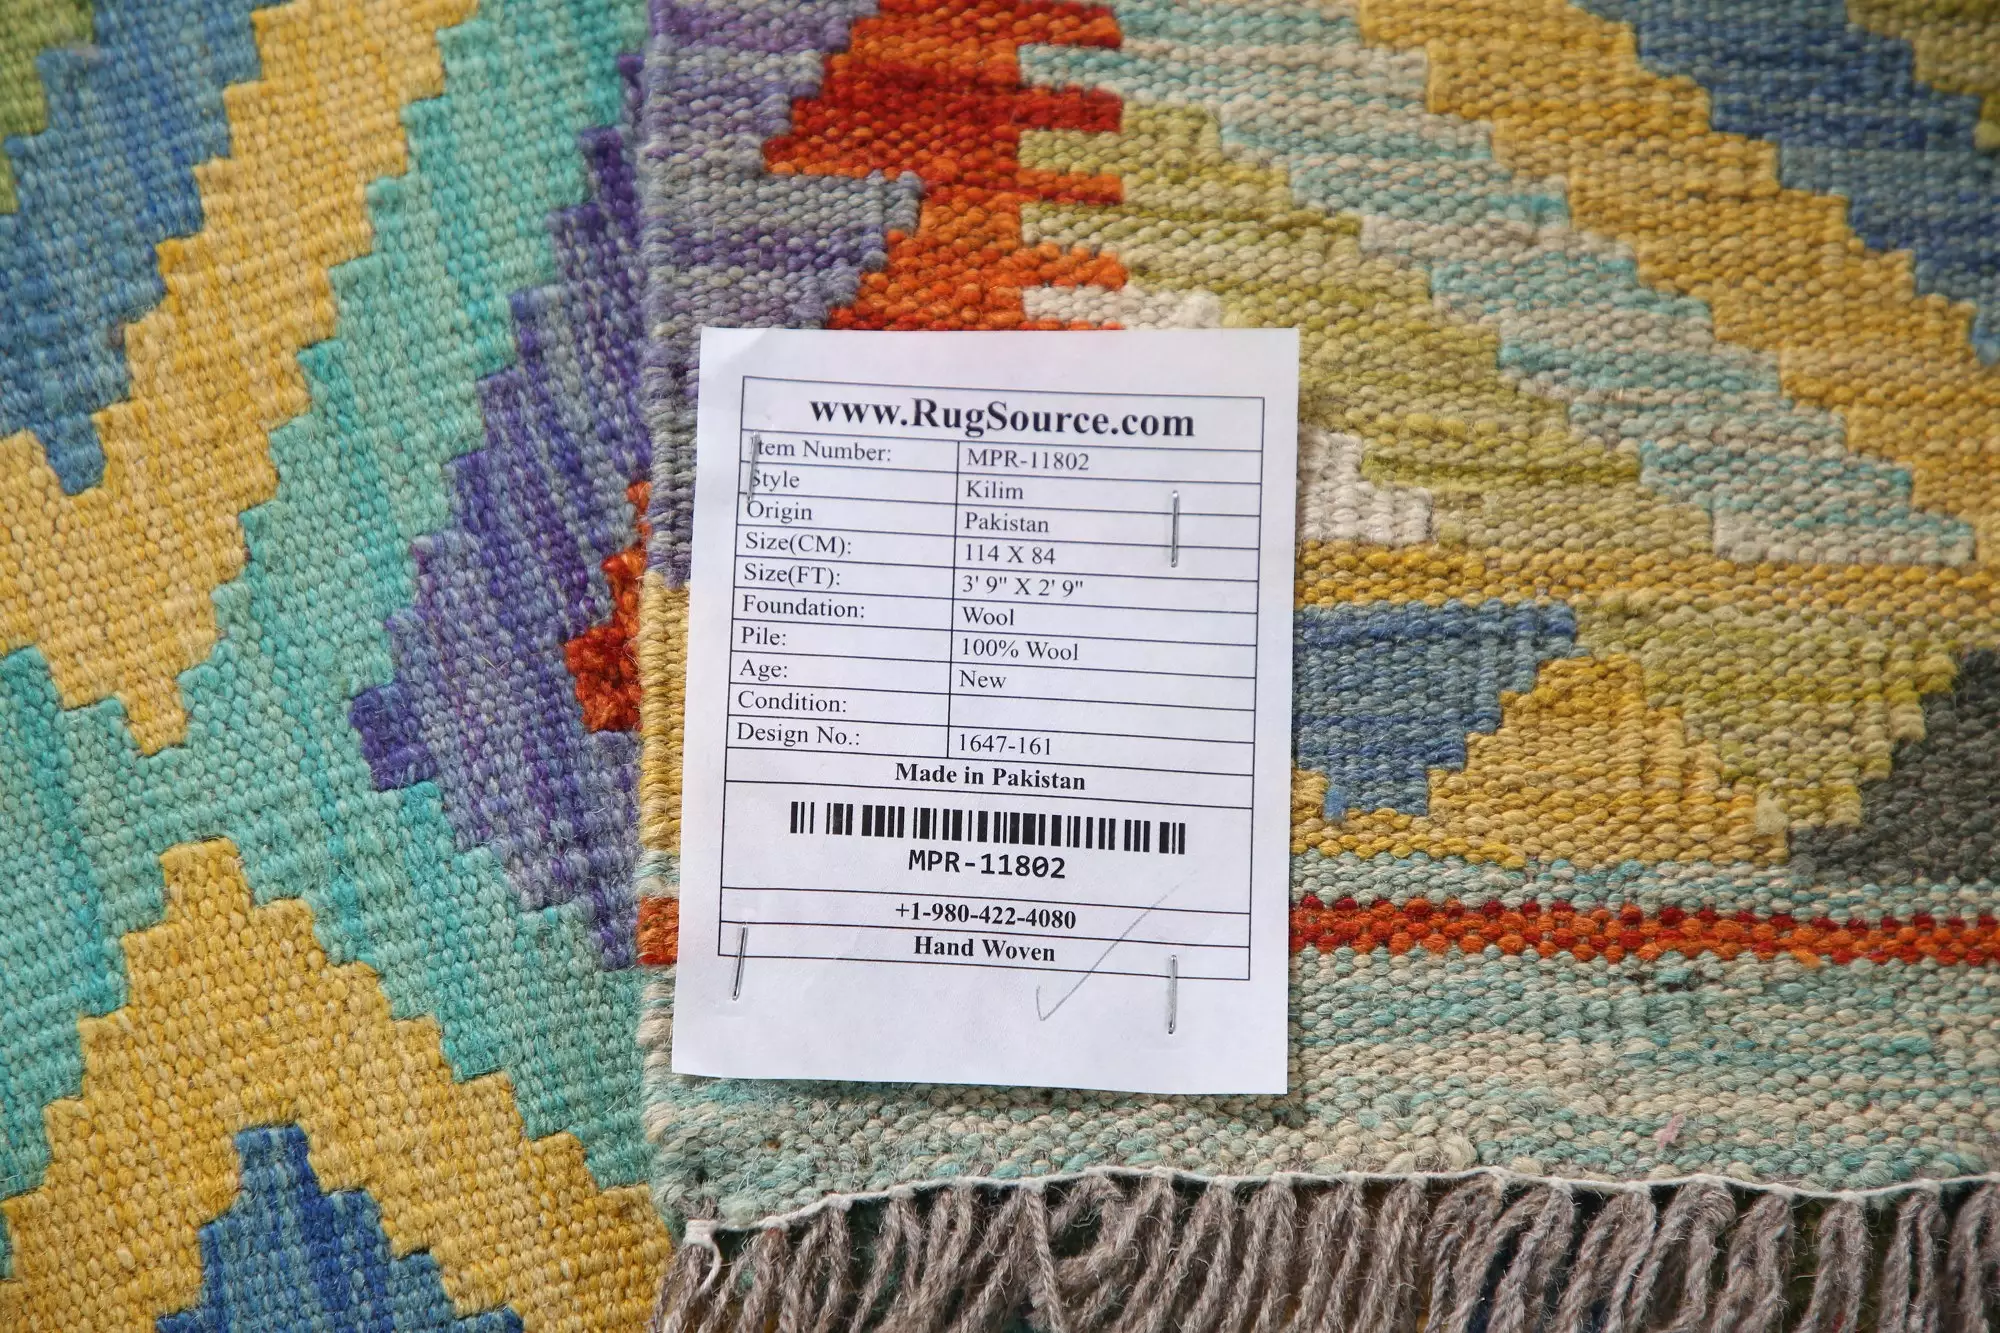 www.RugSource.com
Item Number: MPR-11802
Style Kilim
Origin Pakistan
Size(CM): 114 X 84
Size(FT): 3' 9" X 2' 9"
Foundation: Wool
Pile: 100% Wool
Age: New
Condition:
Design No.: 1647-161
Made in Pakistan
MPR-11802
+1-980-422-4080
Hand Woven